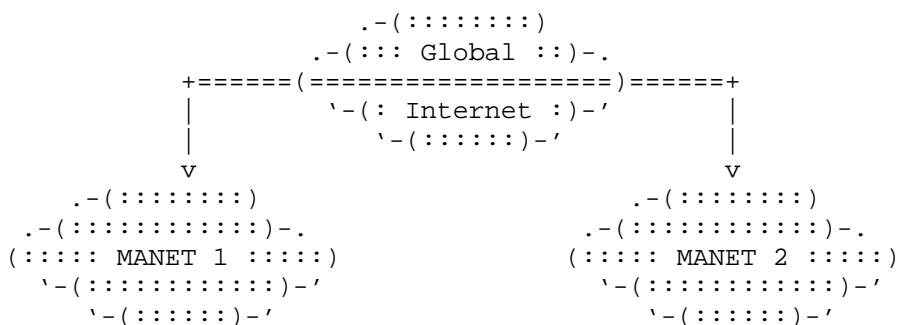 .-(::::::::)
.-(::: Global ::)-.
+======(===================)======+
|        ‘-(: Internet :)-’       |
|           ‘-(::::::)-’          |
v                                 v
.-(::::::::)                       .-(::::::::)
.-(::::::::::::)-.                 .-(::::::::::::)-.
(::::: MANET 1 :::::)              (::::: MANET 2 :::::)
‘-(::::::::::::)-’                 ‘-(::::::::::::)-’
‘-(::::::)-’                       ‘-(::::::)-’